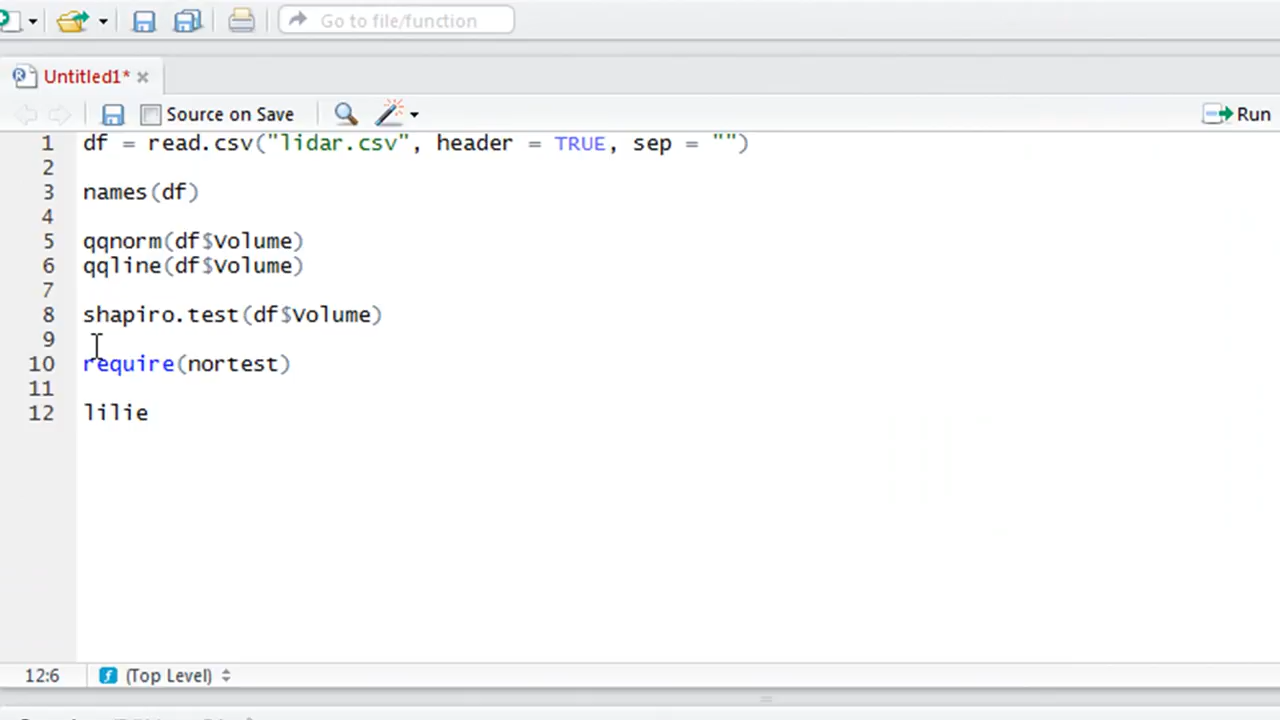 Go to file/function
Untitled1*
Source on Save
Run
1 df = read.csv("lidar.csv", header = TRUE, sep = "")
2
3 names(df)
4
5 qqnorm(df$Volume)
6 qqline(df$Volume)
7
8 shapiro.test(df$Volume)
9
10 require(nortest)
11
12 lilie
12:6 (Top Level)